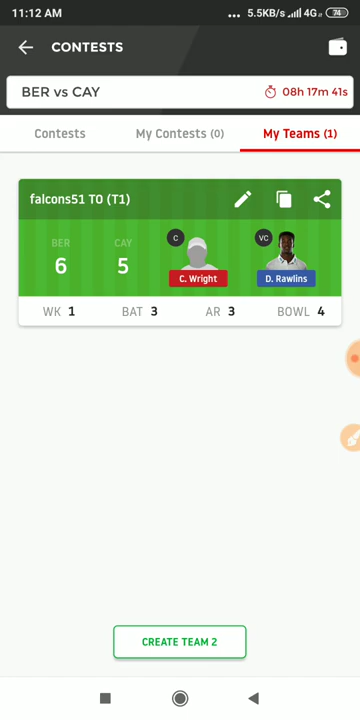 11:12 AM ... 5.5KB/s 4G 74
CONTESTS
BER vs CAY 08h 17m 41s
Contests My Contests (0) My Teams (1)
falcons51 TO (T1)
C VC
BER CAY
6 5
C. Wright D. Rawlins
WK 1 BAT 3 AR 3 BOWL 4
CREATE TEAM 2